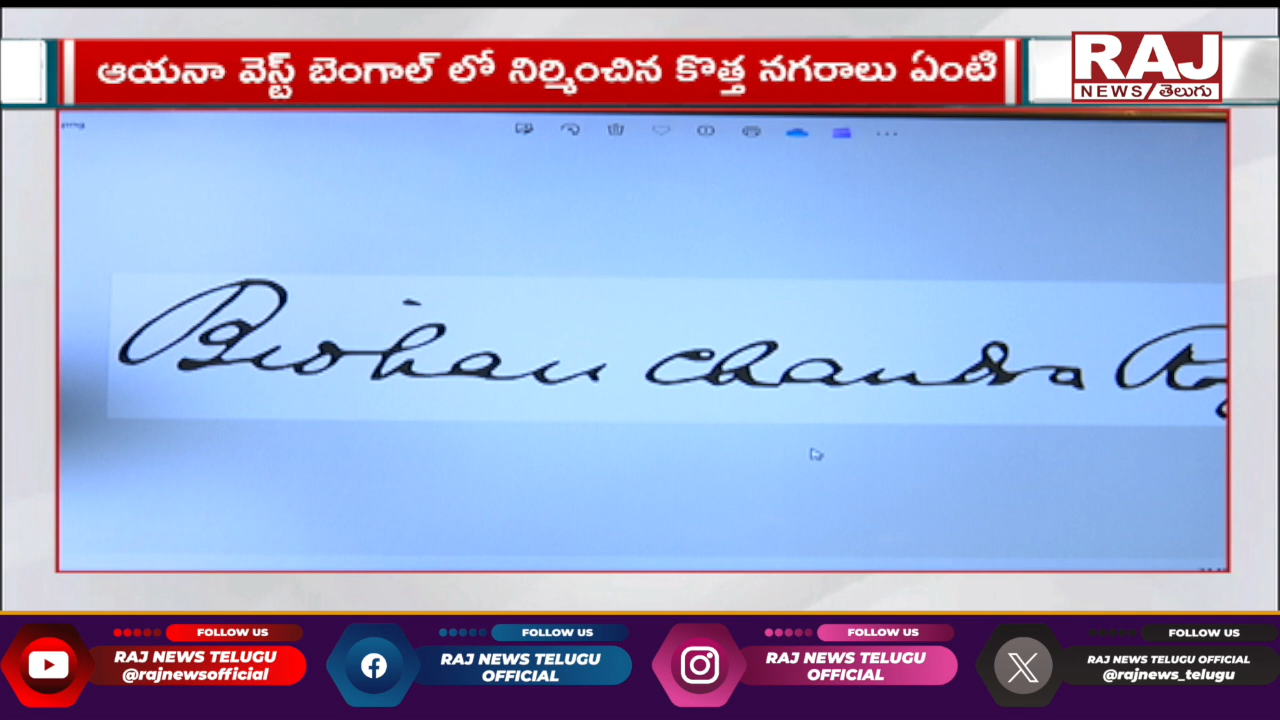 ఆయనా వెస్ట్ బెంగాల్ లో నిర్మించిన కొత్త నగరాలు ఏంటి
RAJ
NEWS తెలుగు
Bidhan Chandra
FOLLOW US
RAJ NEWS TELUGU
@rajnewsofficial
FOLLOW US
RAJ NEWS TELUGU
OFFICIAL
FOLLOW US
RAJ NEWS TELUGU
OFFICIAL
FOLLOW US
RAJ NEWS TELUGU OFFICIAL
@rajnews_telugu